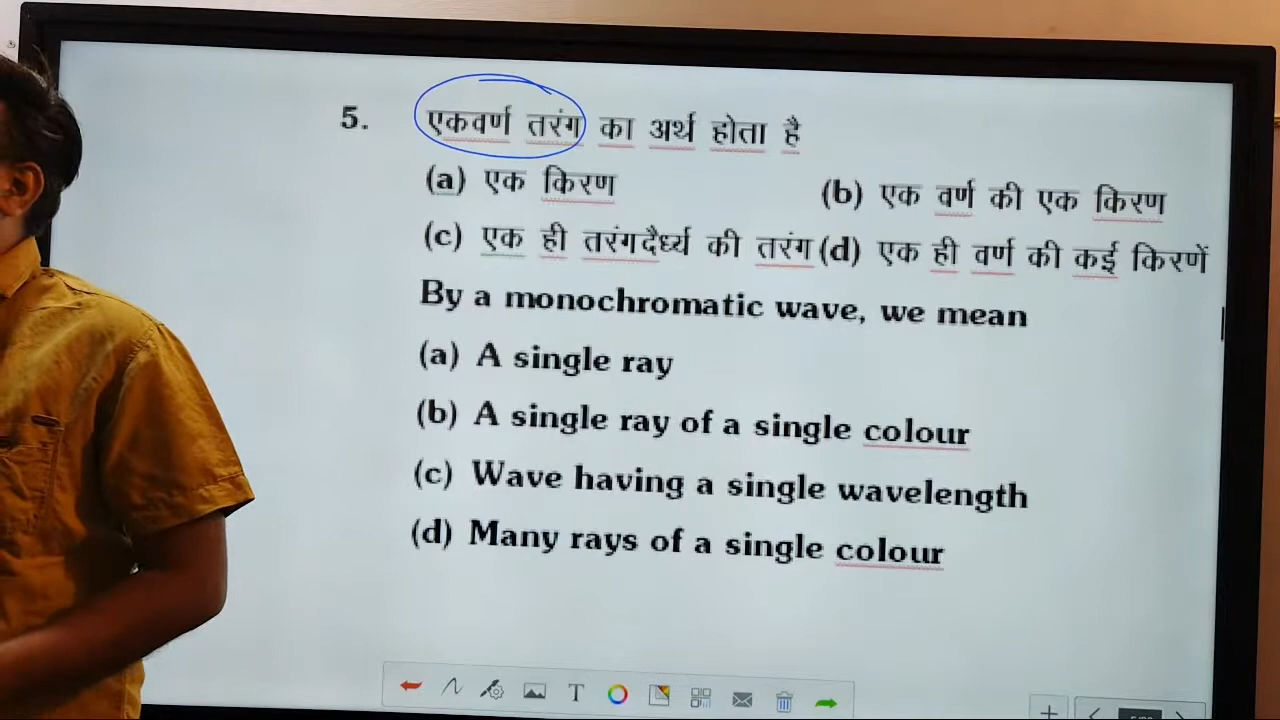 5. एकवर्ण तरंग का अर्थ होता है
(a) एक किरण (b) एक वर्ण की एक किरण
(c) एक ही तरंगदैर्ध्य की तरंग (d) एक ही वर्ण की कई किरणें
By a monochromatic wave, we mean
(a) A single ray
(b) A single ray of a single colour
(c) Wave having a single wavelength
(d) Many rays of a single colour
T